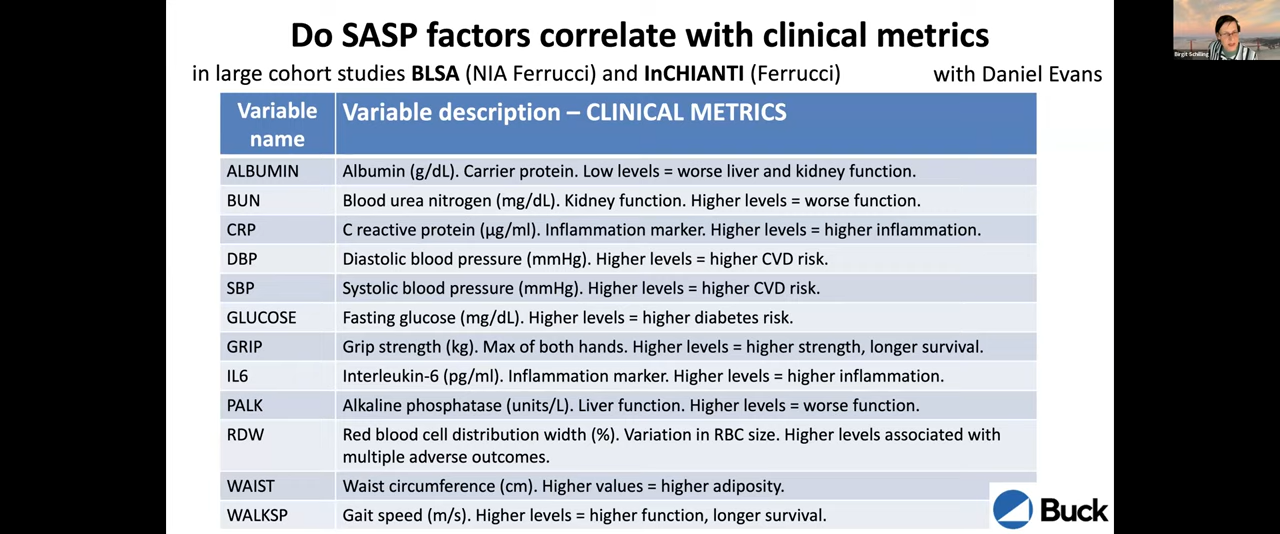 Do SASP factors correlate with clinical metrics
in large cohort studies BLSA (NIA Ferrucci) and InCHIANTI (Ferrucci) with Daniel Evans
Variable name Variable description – CLINICAL METRICS
ALBUMIN Albumin (g/dL). Carrier protein. Low levels = worse liver and kidney function.
BUN Blood urea nitrogen (mg/dL). Kidney function. Higher levels = worse function.
CRP C reactive protein (µg/ml). Inflammation marker. Higher levels = higher inflammation.
DBP Diastolic blood pressure (mmHg). Higher levels = higher CVD risk.
SBP Systolic blood pressure (mmHg). Higher levels = higher CVD risk.
GLUCOSE Fasting glucose (mg/dL). Higher levels = higher diabetes risk.
GRIP Grip strength (kg). Max of both hands. Higher levels = higher strength, longer survival.
IL6 Interleukin-6 (pg/ml). Inflammation marker. Higher levels = higher inflammation.
PALK Alkaline phosphatase (units/L). Liver function. Higher levels = worse function.
RDW Red blood cell distribution width (%). Variation in RBC size. Higher levels associated with
multiple adverse outcomes.
WAIST Waist circumference (cm). Higher values = higher adiposity.
WALKSP Gait speed (m/s). Higher levels = higher function, longer survival.
Buck
Birgit Schilling